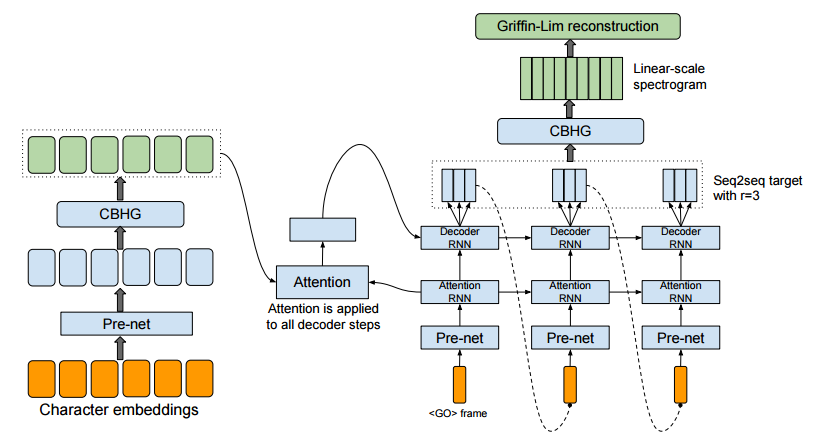 Griffin-Lim reconstruction
Linear-scale
spectrogram
CBHG
Seq2seq target
with r=3
CBHG
Decoder
RNN
Decoder
RNN
Decoder
RNN
Attention
Attention is applied
to all decoder steps
Attention
RNN
Attention
RNN
Attention
RNN
Pre-net
Pre-net
Pre-net
Pre-net
<GO> frame
Character embeddings